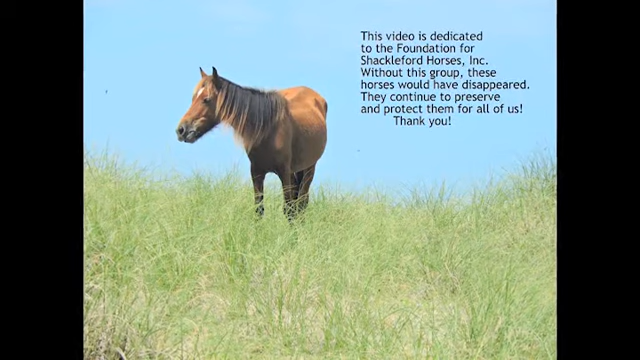 This video is dedicated
to the Foundation for
Shackleford Horses, Inc.
Without this group, these
horses would have disappeared.
They continue to preserve
and protect them for all of us!
Thank you!